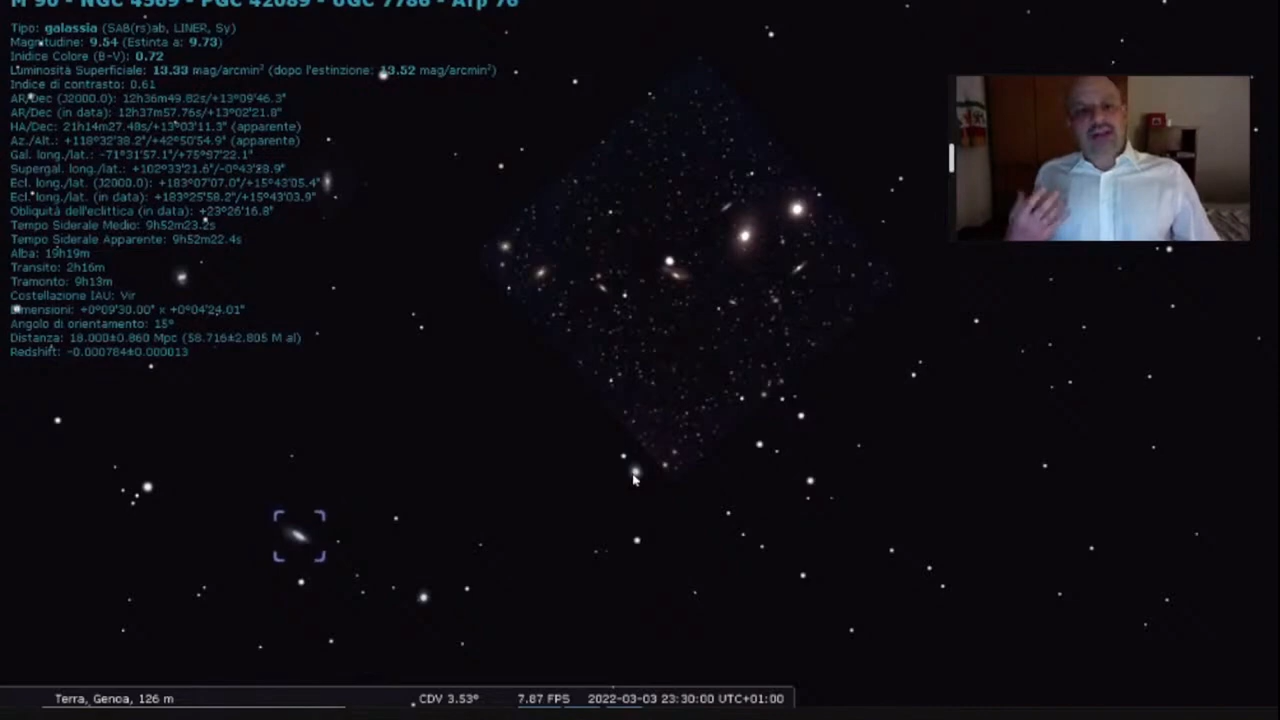 M 90 - NGC 4569 - PGC 42089 - UGC 7786 - Arp 76
Tipo: galassia (SAB(rs)ab, LINER, Sy)
Magnitudine: 9.54 (Estinta a: 9.73)
Inidice Colore (B-V): 0.72
Luminosità Superficiale: 13.33 mag/arcmin² (dopo l'estinzione: 13.52 mag/arcmin²)
Indice di contrasto: 0.61
AR/Dec (J2000.0): 12h36m49.82s/+13°09'46.3"
AR/Dec (in data): 12h37m57.76s/+13°02'21.8"
HA/Dec: 21h14m27.48s/+13°03'11.3" (apparente)
Az./Alt.: +118°32'38.2"/+42°50'54.9" (apparente)
Gal. long./lat.: -71°31'57.1"/+75°37'22.1"
Supergal. long./lat.: +102°33'21.6"/-0°43'28.9"
Ecl. long./lat. (J2000.0): +183°07'07.0"/+15°43'05.4"
Ecl. long./lat. (in data): +183°25'58.2"/+15°43'03.9"
Obliquità dell'eclittica (in data): +23°26'16.8"
Tempo Siderale Medio: 9h52m23.2s
Tempo Siderale Apparente: 9h52m22.4s
Alba: 19h19m
Transito: 2h16m
Tramonto: 9h13m
Costellazione IAU: Vir
Dimensioni: +0°09'30.00" x +0°04'24.01"
Angolo di orientamento: 15°
Distanza: 18.000±0.860 Mpc (58.716±2.805 M al)
Redshift: -0.000784±0.000013
Terra, Genoa, 126 m CDV 3.53° 7.87 FPS 2022-03-03 23:30:00 UTC+01:00